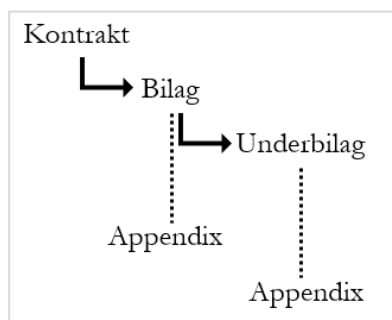 Kontrakt
Bilag
Underbilag
Appendix
Appendix